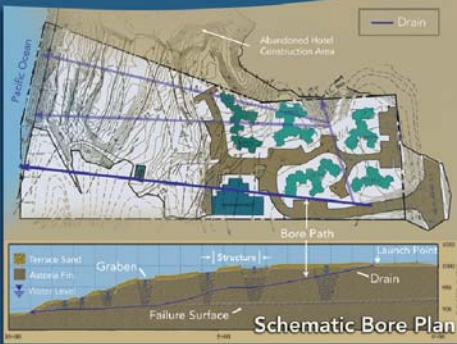 Drain
Abandoned Hotel
Construction Area
Pacific Ocean
Bore Path
Terrace Sand
Astoria Fm.
Water Level
Graben
Structure
Launch Point
Drain
Failure Surface
Schematic Bore Plan